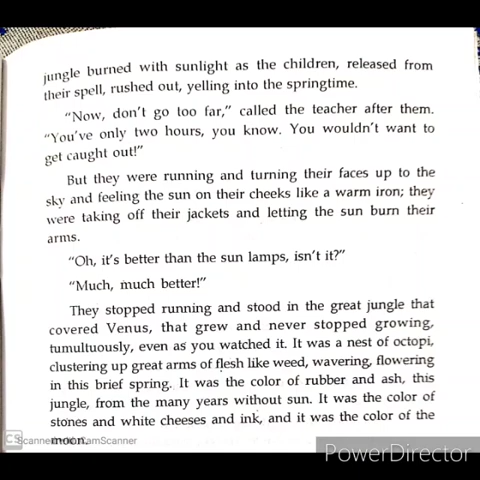 jungle burned with sunlight as the children, released from
their spell, rushed out, yelling into the springtime.
"Now, don't go too far," called the teacher after them.
"You've only two hours, you know. You wouldn't want to
get caught out!"
But they were running and turning their faces up to the
sky and feeling the sun on their cheeks like a warm iron; they
were taking off their jackets and letting the sun burn their
arms.
"Oh, it's better than the sun lamps, isn't it?"
"Much, much better!"
They stopped running and stood in the great jungle that
covered Venus, that grew and never stopped growing,
tumultuously, even as you watched it. It was a nest of octopi,
clustering up great arms of flesh like weed, wavering, flowering
in this brief spring. It was the color of rubber and ash, this
jungle, from the many years without sun. It was the color of
stones and white cheeses and ink, and it was the color of the
moon.
CS Scanned with CamScanner
PowerDirector